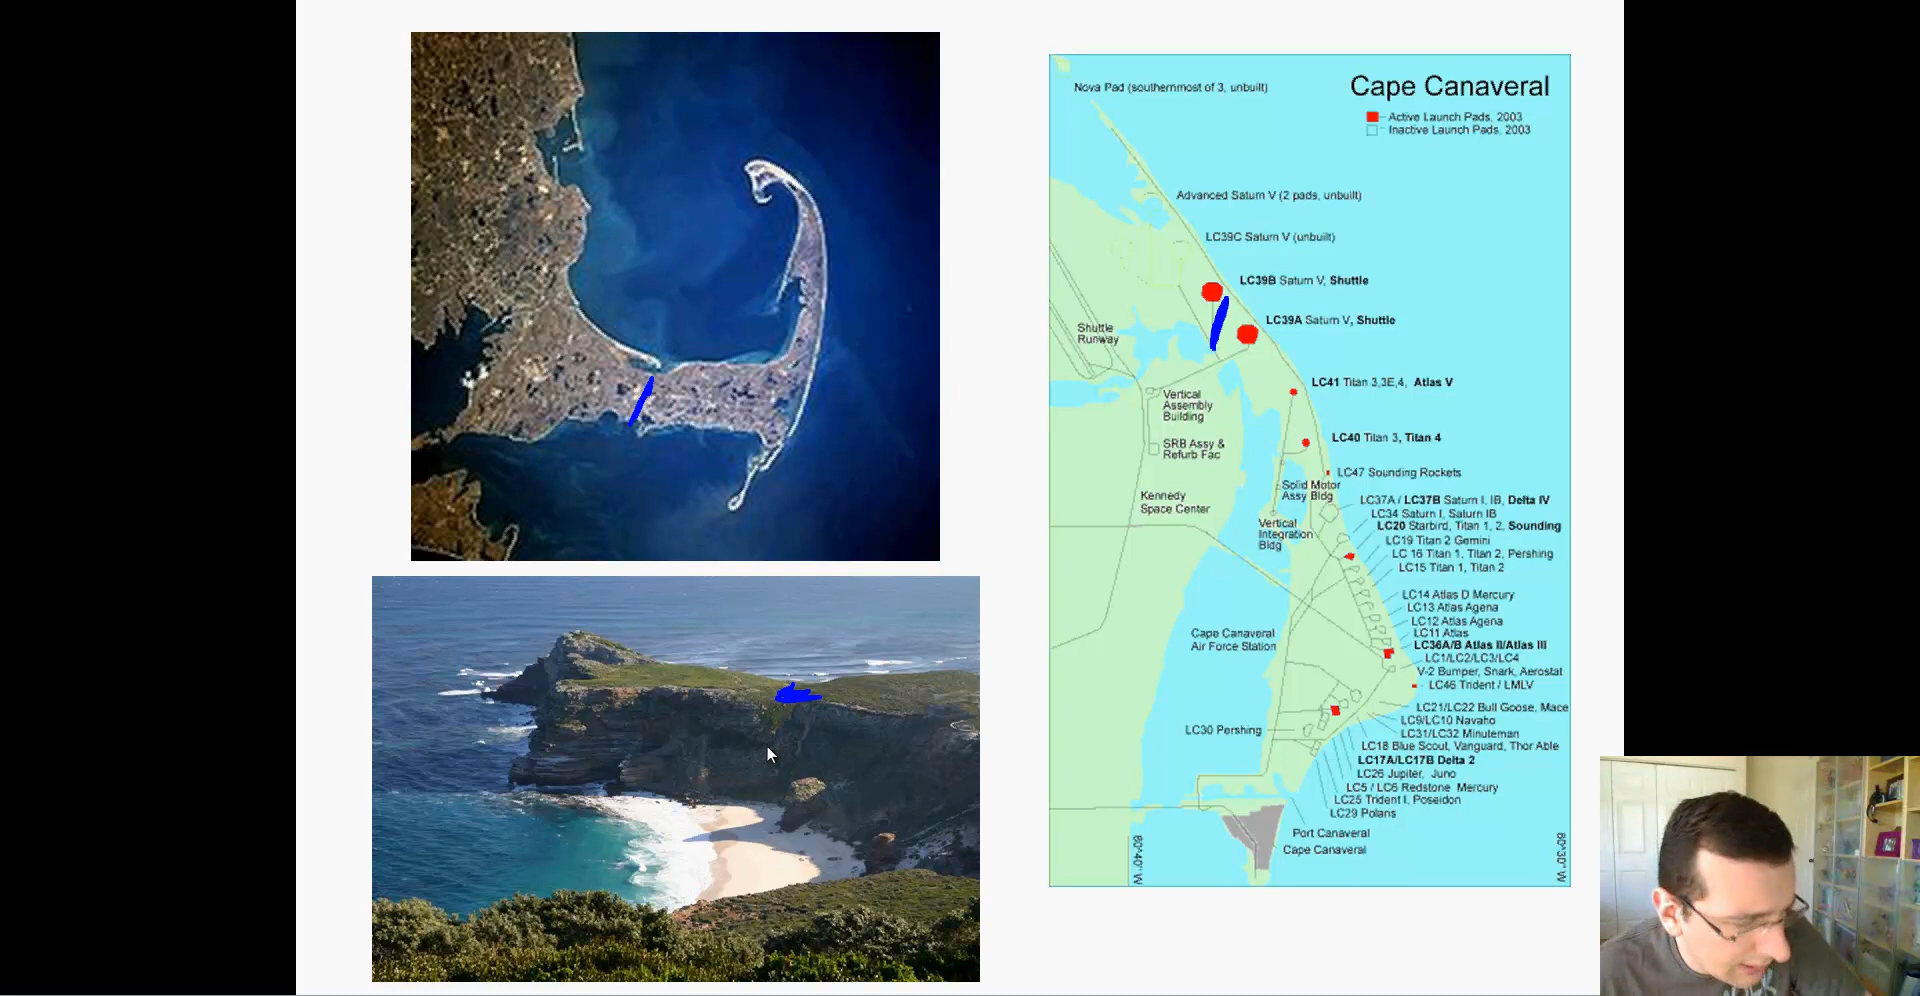 Cape Canaveral
Nova Pad (southernmost of 3, unbuilt)
Active Launch Pads, 2003
Inactive Launch Pads, 2003
Advanced Saturn V (2 pads, unbuilt)
LC39C Saturn V (unbuilt)
LC39B Saturn V, Shuttle
LC39A Saturn V, Shuttle
Shuttle
Runway
LC41 Titan 3,3E,4, Atlas V
Vertical
Assembly
Building
LC40 Titan 3, Titan 4
SRB Assy &
Refurb Fac
LC47 Sounding Rockets
Solid Motor
Assy Bldg
Kennedy
Space Center
LC37A / LC37B Saturn I, IB, Delta IV
LC34 Saturn I, Saturn IB
Vertical
Integration
Bldg
LC20 Starbird, Titan 1, 2, Sounding
LC19 Titan 2 Gemini
LC 16 Titan 1, Titan 2, Pershing
LC15 Titan 1, Titan 2
LC14 Atlas D Mercury
LC13 Atlas Agena
LC12 Atlas Agena
LC11 Atlas
Cape Canaveral
Air Force Station
LC36A/B Atlas II/Atlas III
LC1/LC2/LC3/LC4
V-2 Bumper, Snark, Aerostat
LC46 Trident / LMLV
LC21/LC22 Bull Goose, Mace
LC9/LC10 Navaho
LC30 Pershing
LC31/LC32 Minuteman
LC18 Blue Scout, Vanguard, Thor Able
LC17A/LC17B Delta 2
LC26 Jupiter, Juno
LC5 / LC6 Redstone Mercury
LC25 Trident I, Poseidon
LC29 Polaris
Port Canaveral
Cape Canaveral
80°40' W
80°30' W